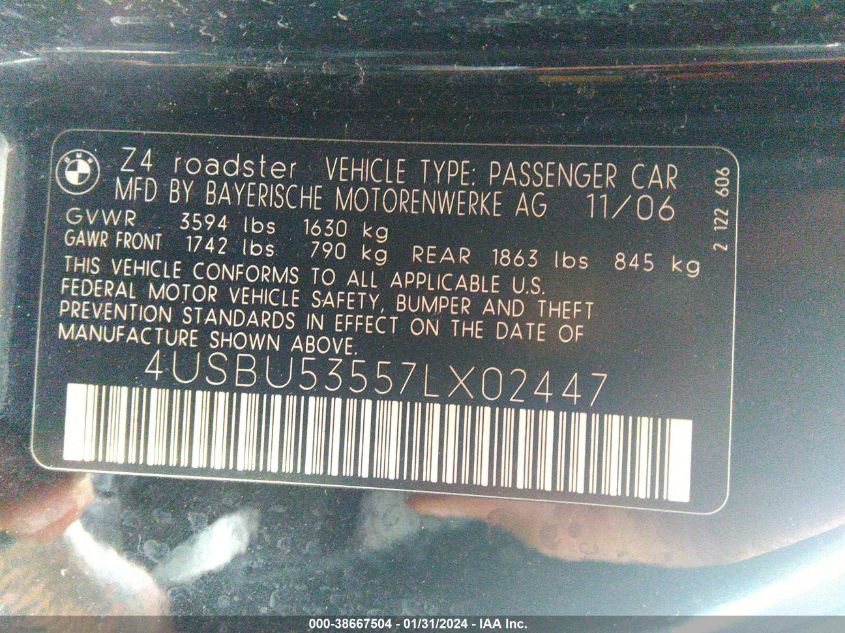 BMW
Z4 roadster VEHICLE TYPE: PASSENGER CAR
MFD BY BAYERISCHE MOTORENWERKE AG 11/06
GVWR 3594 lbs 1630 kg
GAWR FRONT 1742 lbs 790 kg REAR 1863 lbs 845 kg
THIS VEHICLE CONFORMS TO ALL APPLICABLE U.S.
FEDERAL MOTOR VEHICLE SAFETY, BUMPER AND THEFT
PREVENTION STANDARDS IN EFFECT ON THE DATE OF
MANUFACTURE SHOWN ABOVE.
4USBU53557LX02447
2 122 606
000-38667504 - 01/31/2024 - IAA Inc.